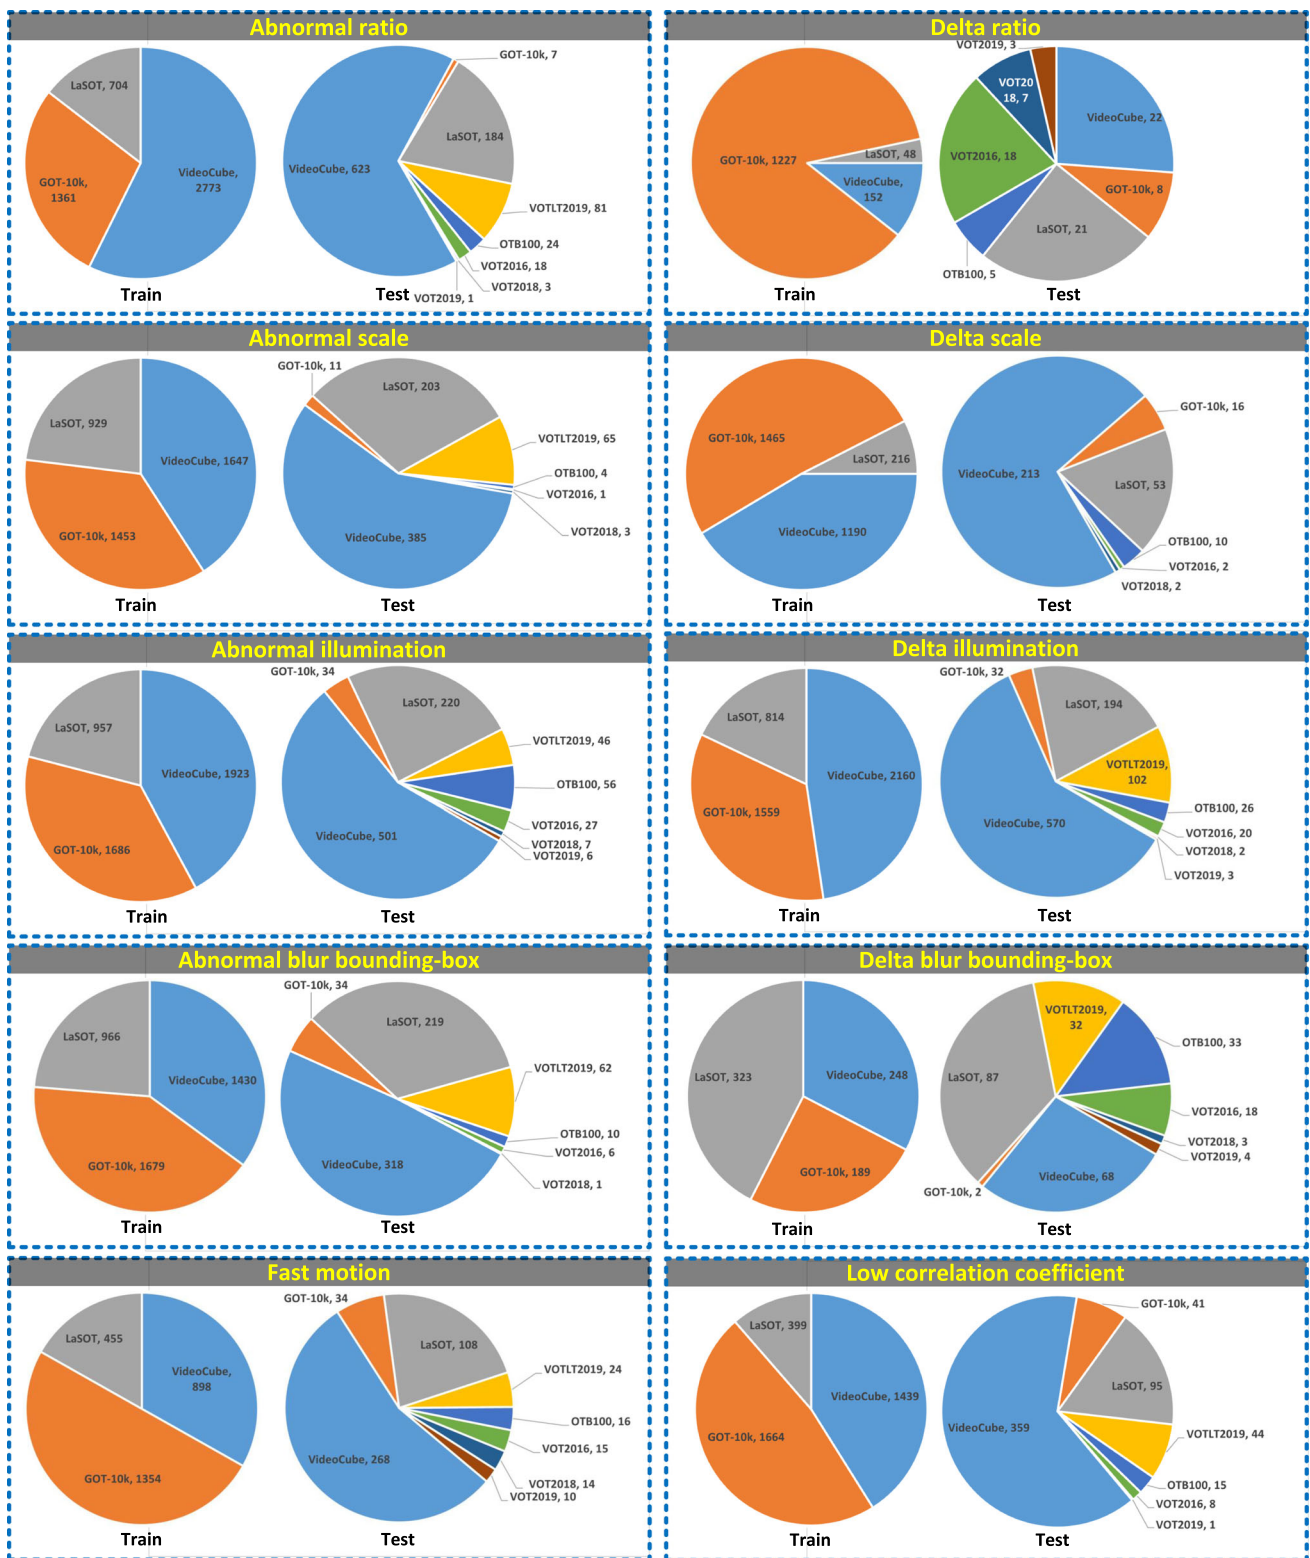 Abnormal ratio
LaSOT, 704
GOT-10k,
1361
VideoCube,
2773
Train
GOT-10k, 7
LaSOT, 184
VideoCube, 623
VOTLT2019, 81
OTB100, 24
VOT2016, 18
VOT2018, 3
VOT2019, 1
Test
Delta ratio
GOT-10k, 1227
LaSOT, 48
VideoCube,
152
Train
VOT2019, 3
VOT20
18, 7
VideoCube, 22
VOT2016, 18
GOT-10k, 8
LaSOT, 21
OTB100, 5
Test
Abnormal scale
LaSOT, 929
VideoCube, 1647
GOT-10k, 1453
Train
GOT-10k, 11
LaSOT, 203
VOTLT2019, 65
OTB100, 4
VOT2016, 1
VOT2018, 3
VideoCube, 385
Test
Delta scale
GOT-10k, 1465
LaSOT, 216
VideoCube, 1190
Train
GOT-10k, 16
VideoCube, 213
LaSOT, 53
OTB100, 10
VOT2016, 2
VOT2018, 2
Test
Abnormal illumination
LaSOT, 957
VideoCube, 1923
GOT-10k, 1686
Train
GOT-10k, 34
LaSOT, 220
VOTLT2019, 46
OTB100, 56
VOT2016, 27
VOT2018, 7
VOT2019, 6
VideoCube, 501
Test
Delta illumination
LaSOT, 814
VideoCube, 2160
GOT-10k, 1559
Train
GOT-10k, 32
LaSOT, 194
VOTLT2019,
102
OTB100, 26
VOT2016, 20
VOT2018, 2
VOT2019, 3
VideoCube, 570
Test
Abnormal blur bounding-box
LaSOT, 966
VideoCube, 1430
GOT-10k, 1679
Train
GOT-10k, 34
LaSOT, 219
VOTLT2019, 62
OTB100, 10
VOT2016, 6
VOT2018, 1
VideoCube, 318
Test
Delta blur bounding-box
LaSOT, 323
VideoCube, 248
GOT-10k, 189
Train
VOTLT2019,
32
OTB100, 33
LaSOT, 87
VOT2016, 18
VOT2018, 3
VOT2019, 4
VideoCube, 68
GOT-10k, 2
Test
Fast motion
LaSOT, 455
VideoCube,
898
GOT-10k, 1354
Train
GOT-10k, 34
LaSOT, 108
VOTLT2019, 24
OTB100, 16
VOT2016, 15
VOT2018, 14
VOT2019, 10
VideoCube, 268
Test
Low correlation coefficient
LaSOT, 399
VideoCube, 1439
GOT-10k, 1664
Train
GOT-10k, 41
LaSOT, 95
VideoCube, 359
VOTLT2019, 44
OTB100, 15
VOT2016, 8
VOT2019, 1
Test